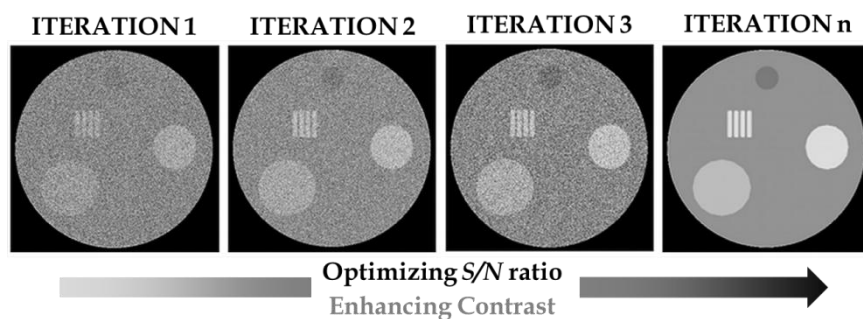 ITERATION 1
ITERATION 2
ITERATION 3
ITERATION n
Optimizing S/N ratio
Enhancing Contrast